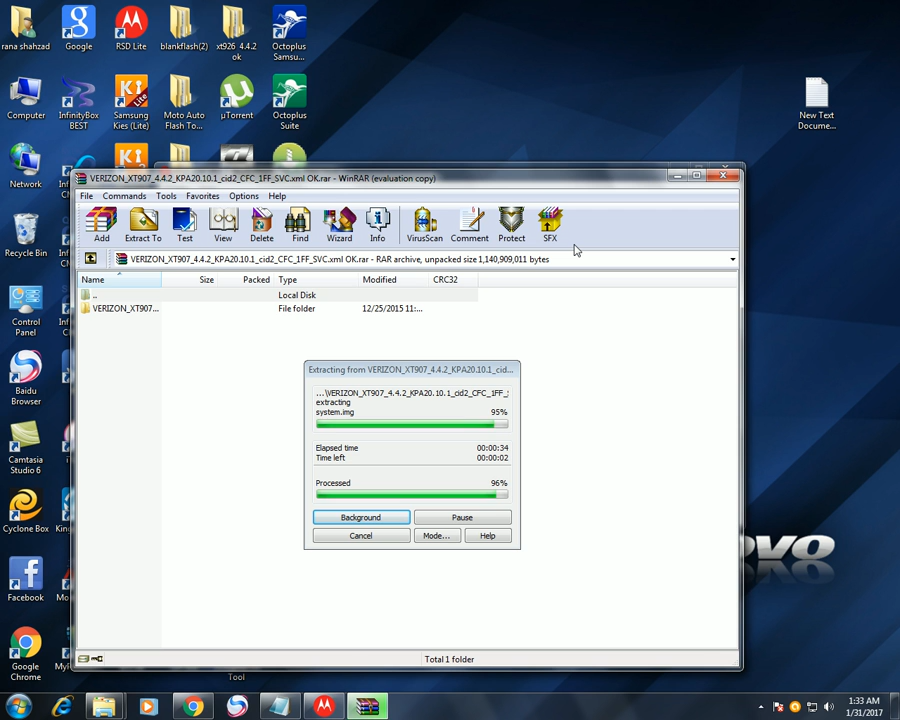 rana shahzad
Google
RSD Lite
blankflash(2)
xt926 4.4.2
ok
Octoplus
Samsu...
Computer
InfinityBox
BEST
Samsung
Kies (Lite)
Moto Auto
Flash To...
µTorrent
Octoplus
Suite
New Text
Docume...
Network
Recycle Bin
Control
Panel
Baidu
Browser
Camtasia
Studio 6
Cyclone Box
Facebook
Google
Chrome
Tool
VERIZON_XT907_4.4.2_KPA20.10.1_cid2_CFC_1FF_SVC.xml OK.rar - WinRAR (evaluation copy)
File Commands Tools Favorites Options Help
Add Extract To Test View Delete Find Wizard Info VirusScan Comment Protect SFX
VERIZON_XT907_4.4.2_KPA20.10.1_cid2_CFC_1FF_SVC.xml OK.rar - RAR archive, unpacked size 1,140,909,011 bytes
Name Size Packed Type Modified CRC32
.. Local Disk
VERIZON_XT907... File folder 12/25/2015 11:...
Extracting from VERIZON_XT907_4.4.2_KPA20.10.1_cid...
...\VERIZON_XT907_4.4.2_KPA20.10.1_cid2_CFC_1FF_
extracting
system.img 95%
Elapsed time 00:00:34
Time left 00:00:02
Processed 96%
Background Pause
Cancel Mode... Help
Total 1 folder
1:33 AM
1/31/2017